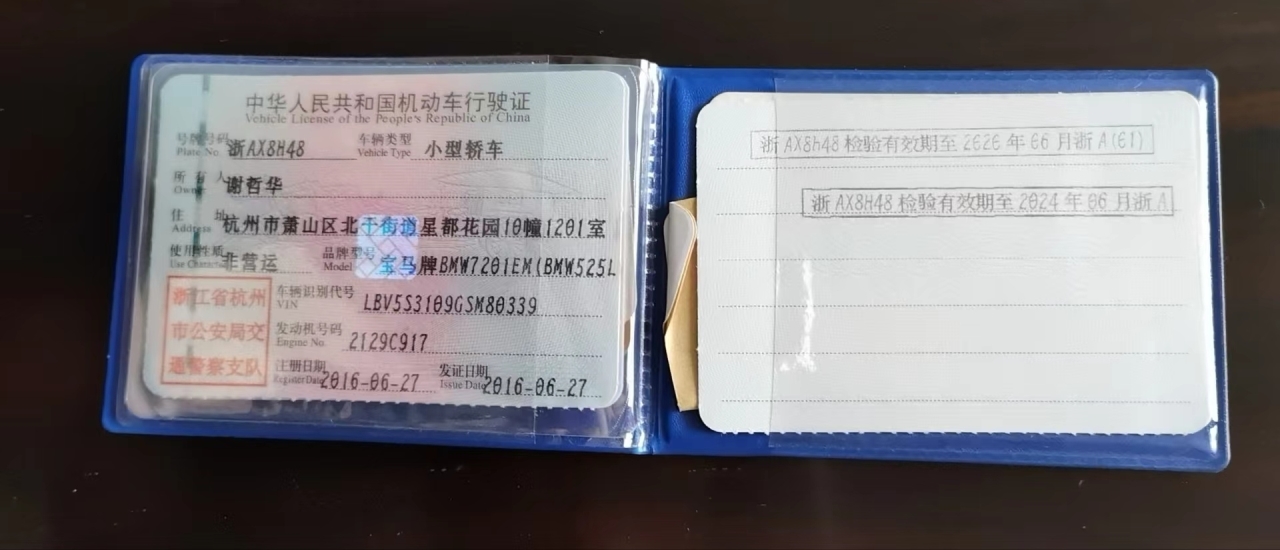 中华人民共和国机动车行驶证
Vehicle License of the People's Republic of China
号牌号码 浙AX8H48 车辆类型 小型轿车
Plate No. Vehicle Type
所有人 谢哲华
Owner
住址 杭州市萧山区北干街道星都花园10幢1201室
Address
使用性质 非营运 品牌型号 宝马牌BMW7201EM(BMW525L
Use Character Model
浙江省杭州
市公安局交
通警察支队
车辆识别代号 LBV5S3109GSM80339
VIN
发动机号码 2129C917
Engine No.
注册日期 2016-06-27 发证日期 2016-06-27
Register Date Issue Date
浙AX8H48检验有效期至2026年06月浙A(01)
浙AX8H48检验有效期至2024年06月浙A